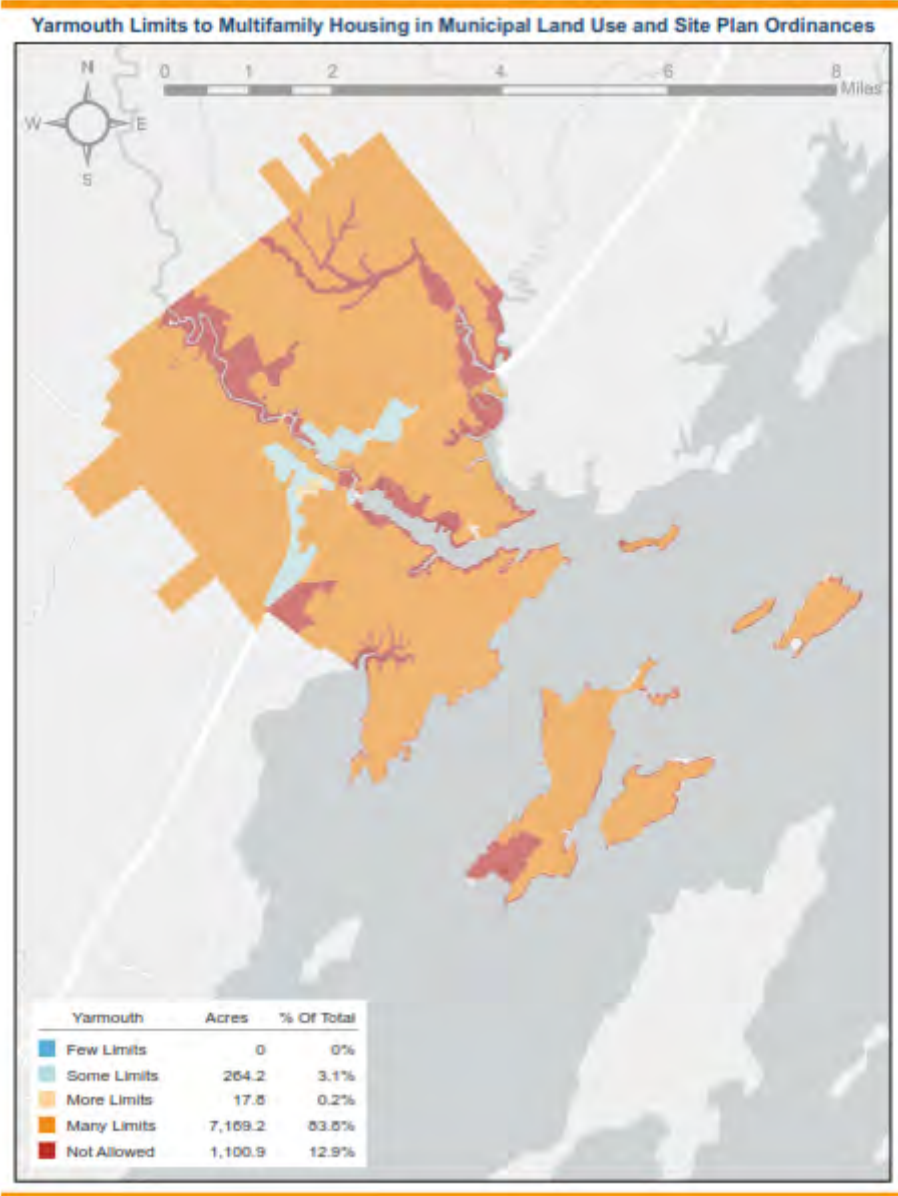 Yarmouth Limits to Multifamily Housing in Municipal Land Use and Site Plan Ordinances
N
0 1 2 4 6 8
Miles
W E
S
Yarmouth Acres % Of Total
Few Limits 0 0%
Some Limits 264.2 3.1%
More Limits 17.8 0.2%
Many Limits 7,169.2 83.8%
Not Allowed 1,100.9 12.9%